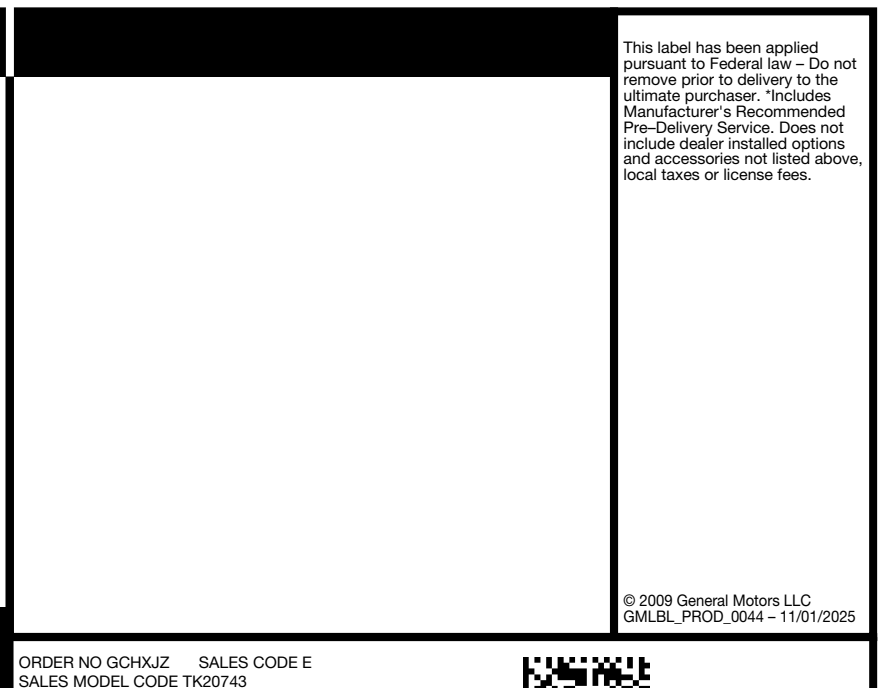 This label has been applied
pursuant to Federal law – Do not
remove prior to delivery to the
ultimate purchaser. *Includes
Manufacturer's Recommended
Pre–Delivery Service. Does not
include dealer installed options
and accessories not listed above,
local taxes or license fees.
© 2009 General Motors LLC
GMLBL_PROD_0044 – 11/01/2025
ORDER NO GCHXJZ SALES CODE E
SALES MODEL CODE TK20743